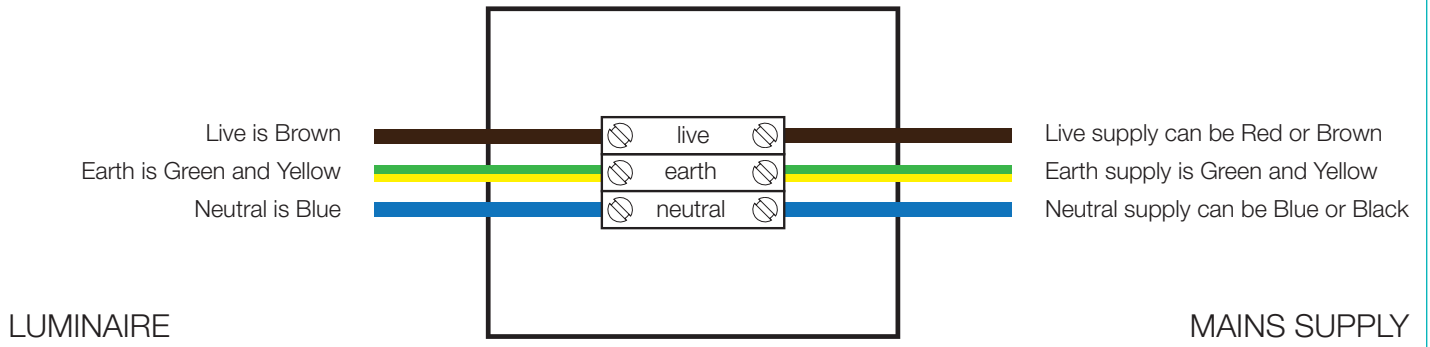 Live is Brown
live
Live supply can be Red or Brown
Earth is Green and Yellow
earth
Earth supply is Green and Yellow
Neutral is Blue
neutral
Neutral supply can be Blue or Black
LUMINAIRE
MAINS SUPPLY